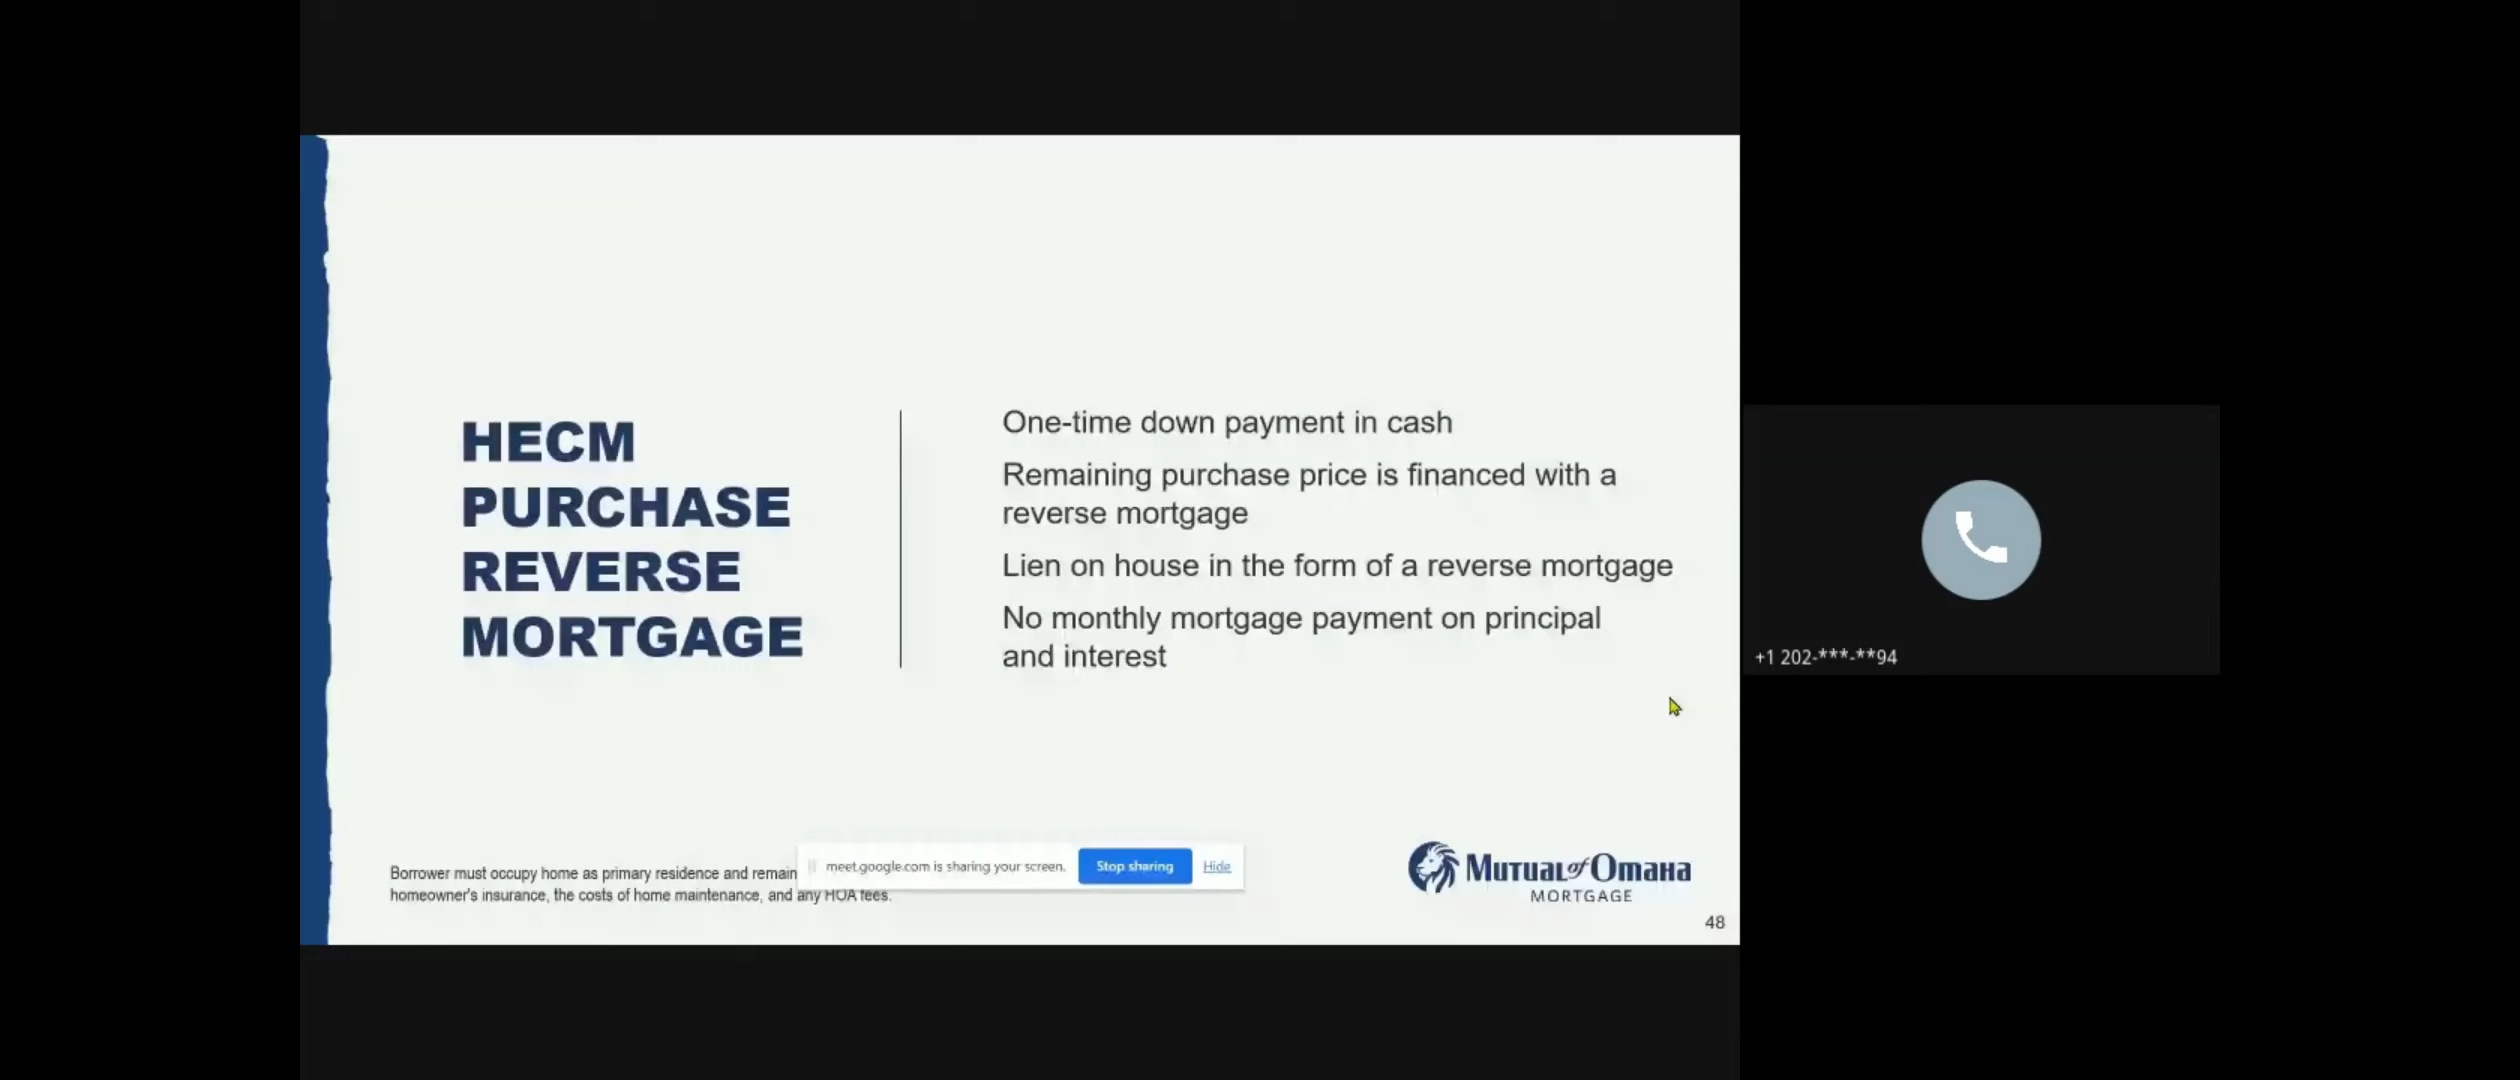 HECM
PURCHASE
REVERSE
MORTGAGE
One-time down payment in cash
Remaining purchase price is financed with a
reverse mortgage
Lien on house in the form of a reverse mortgage
No monthly mortgage payment on principal
and interest
+1 202-***-**94
Borrower must occupy home as primary residence and remain
homeowner's insurance, the costs of home maintenance, and any HOA fees.
meet.google.com is sharing your screen.
Stop sharing
Hide
Mutual of Omaha
MORTGAGE
48